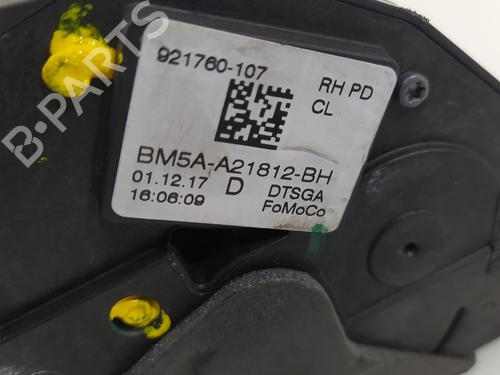 921760-107
RH PD
CL
BM5A-A21812-BH
01.12.17 D DTSGA
16:06:09 FoMoCo
B-PARTS